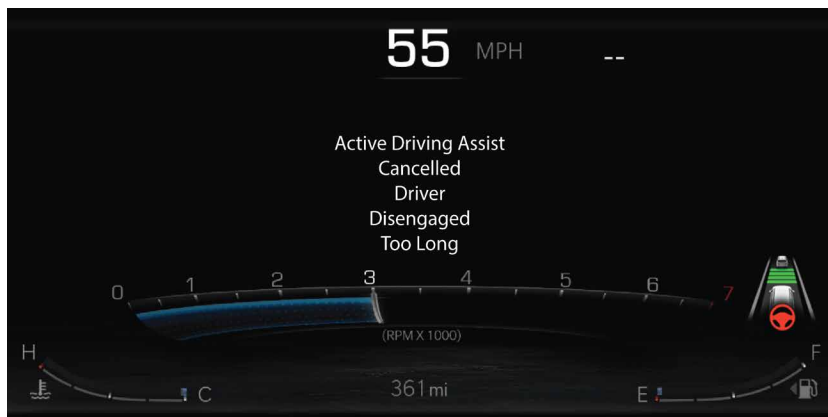 55 MPH --
Active Driving Assist
Cancelled
Driver
Disengaged
Too Long
0 1 2 3 4 5 6 7
(RPM X 1000)
H F
C 361 mi E